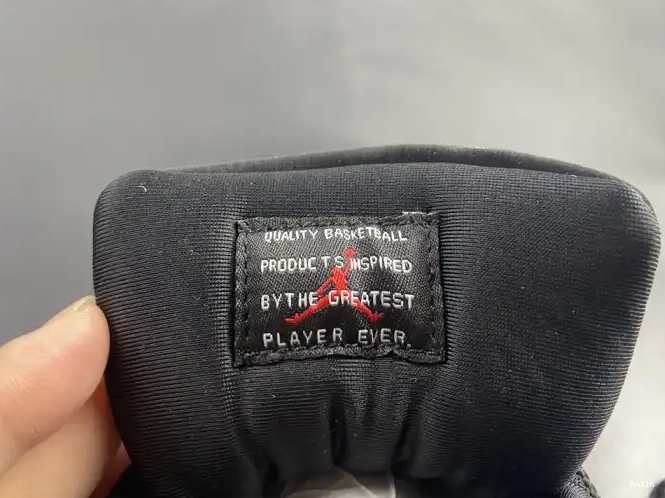 QUALITY BASKETBALL
PRODUCTS INSPIRED
BY THE GREATEST
PLAYER EVER.